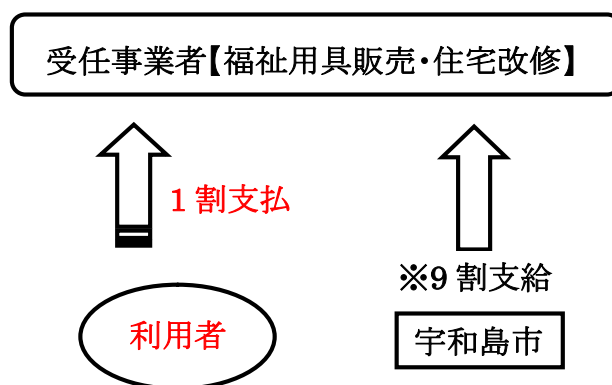 受任事業者【福祉用具販売・住宅改修】
1割支払
※9割支給
利用者
宇和島市